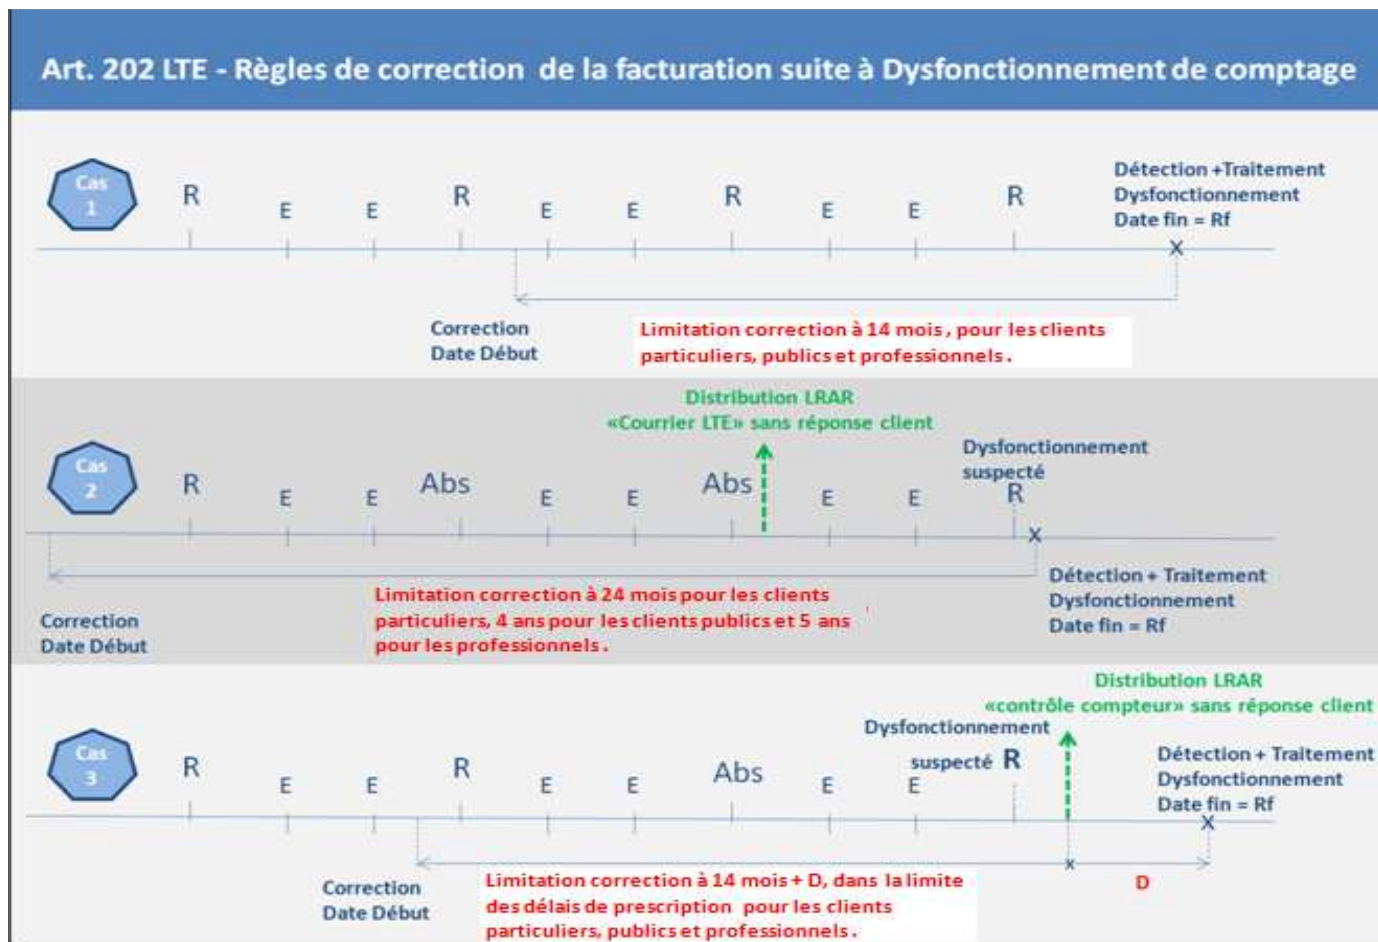 Art. 202 LTE - Règles de correction de la facturation suite à Dysfonctionnement de comptage
Cas
1
R
E
E
R
E
E
R
E
E
R
Détection +Traitement
Dysfonctionnement
Date fin = Rf
X
Correction
Date Début
Limitation correction à 14 mois, pour les clients
particuliers, publics et professionnels.
Distribution LRAR
«Courrier LTE» sans réponse client
Cas
2
R
E
E
Abs
E
E
Abs
E
E
Dysfonctionnement
suspecté
R
X
Correction
Date Début
Limitation correction à 24 mois pour les clients
particuliers, 4 ans pour les clients publics et 5 ans
pour les professionnels.
Détection + Traitement
Dysfonctionnement
Date fin = Rf
Distribution LRAR
«contrôle compteur» sans réponse client
Cas
3
R
E
E
R
E
E
Abs
E
E
Dysfonctionnement
suspecté R
Détection + Traitement
Dysfonctionnement
Date fin = Rf
X
x
D
Correction
Date Début
Limitation correction à 14 mois + D, dans la limite
des délais de prescription pour les clients
particuliers, publics et professionnels.